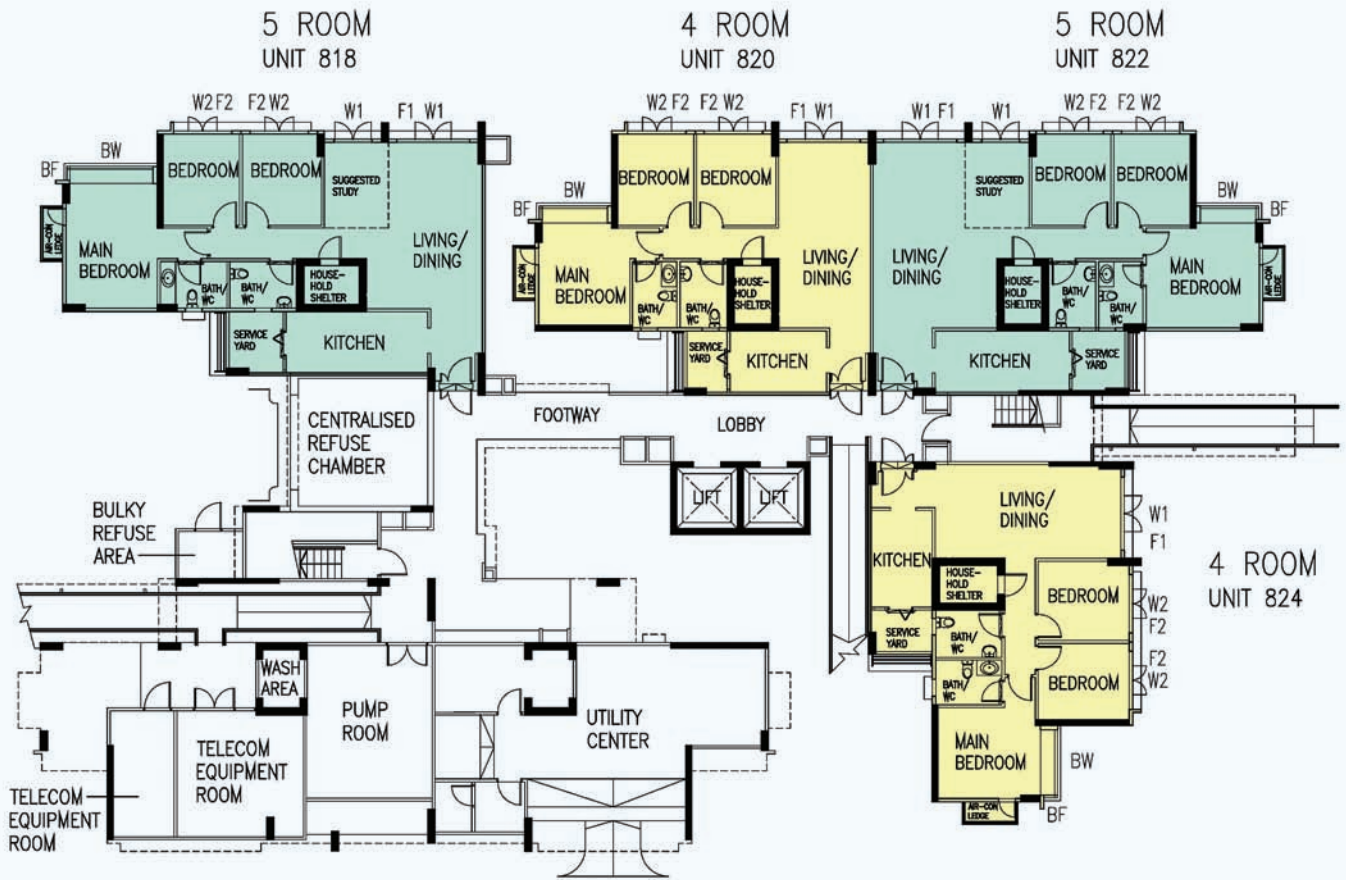 5 ROOM
UNIT 818
4 ROOM
UNIT 820
5 ROOM
UNIT 822
W2 F2 F2 W2 W1 F1 W1
W2 F2 F2 W2 F1 W1
W1 F1 W1 W2 F2 F2 W2
BW
BF
BEDROOM
BEDROOM
SUGGESTED
STUDY
AIR-CON
LEDGE
MAIN
BEDROOM
LIVING/
DINING
BATH/
WC
BATH/
WC
HOUSE-
HOLD
SHELTER
SERVICE
YARD
KITCHEN
BW
BF
BEDROOM
BEDROOM
AIR-CON
LEDGE
MAIN
BEDROOM
LIVING/
DINING
BATH/
WC
BATH/
WC
HOUSE-
HOLD
SHELTER
SERVICE
YARD
KITCHEN
SUGGESTED
STUDY
BEDROOM
BEDROOM
BW
BF
LIVING/
DINING
HOUSE-
HOLD
SHELTER
BATH/
WC
BATH/
WC
MAIN
BEDROOM
AIR-CON
LEDGE
KITCHEN
SERVICE
YARD
CENTRALISED
REFUSE
CHAMBER
FOOTWAY
LOBBY
LIFT
LIFT
BULKY
REFUSE
AREA
LIVING/
DINING
W1
F1
KITCHEN
HOUSE-
HOLD
SHELTER
BEDROOM
W2
F2
4 ROOM
UNIT 824
SERVICE
YARD
BATH/
WC
BATH/
WC
BEDROOM
F2
W2
MAIN
BEDROOM
BW
AIR-CON
LEDGE
BF
WASH
AREA
PUMP
ROOM
UTILITY
CENTER
TELECOM
EQUIPMENT
ROOM
TELECOM
EQUIPMENT
ROOM